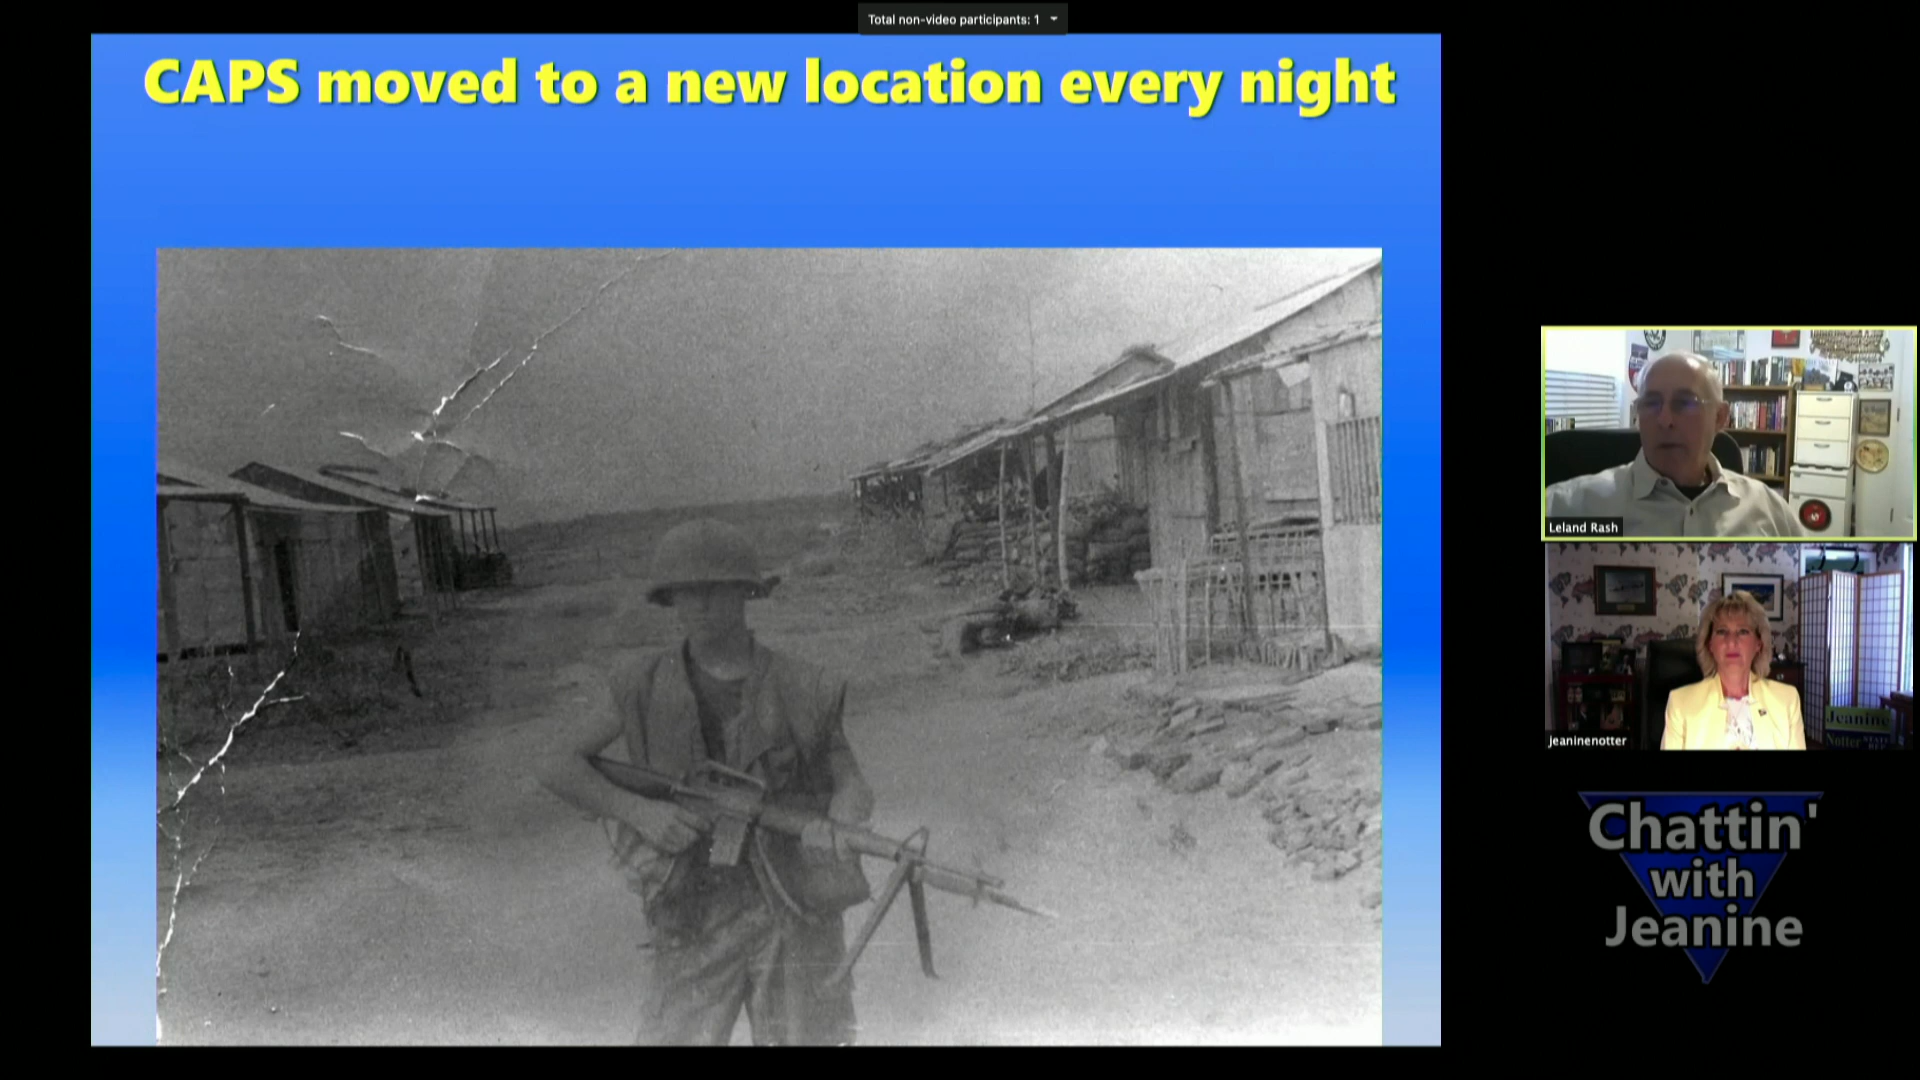 Total non-video participants: 1
CAPS moved to a new location every night
Leland Rash
Jeanine
Notter
jeaninenotter
Chattin'
with
Jeanine